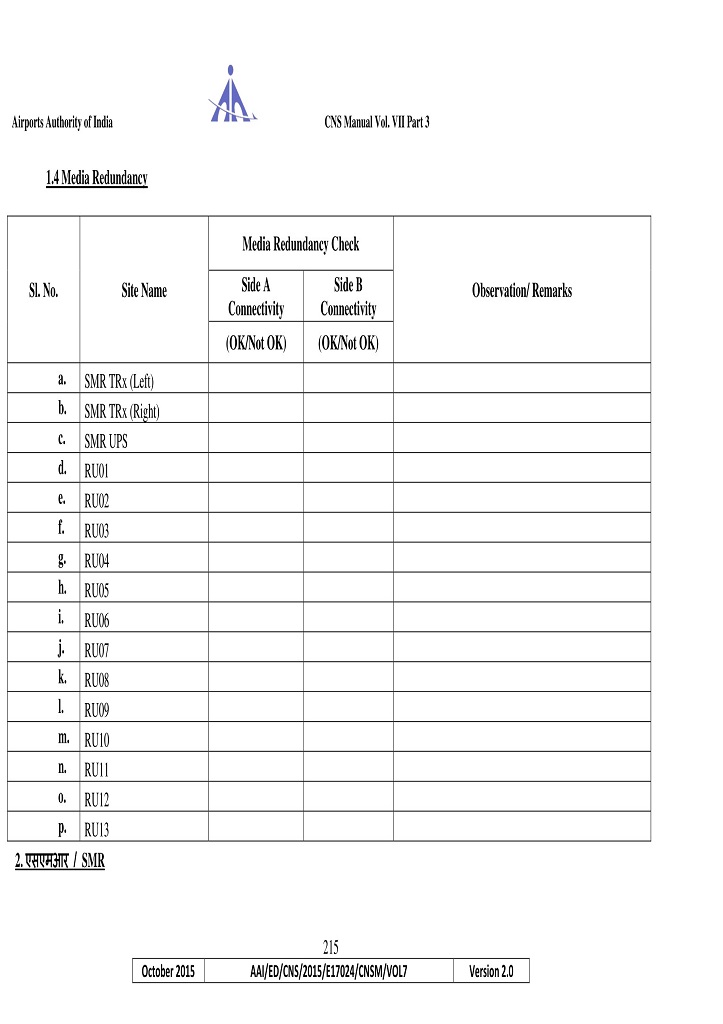 Airports Authority of India CNS Manual Vol. VII Part 3
1.4 Media Redundancy
Sl. No. Site Name Media Redundancy Check Observation/ Remarks
Side A Connectivity Side B Connectivity
(OK/Not OK) (OK/Not OK)
a. SMR TRx (Left)
b. SMR TRx (Right)
c. SMR UPS
d. RU01
e. RU02
f. RU03
g. RU04
h. RU05
i. RU06
j. RU07
k. RU08
l. RU09
m. RU10
n. RU11
o. RU12
p. RU13
2. एसएमआर / SMR
215
October 2015 AAI/ED/CNS/2015/E17024/CNSM/VOL7 Version 2.0